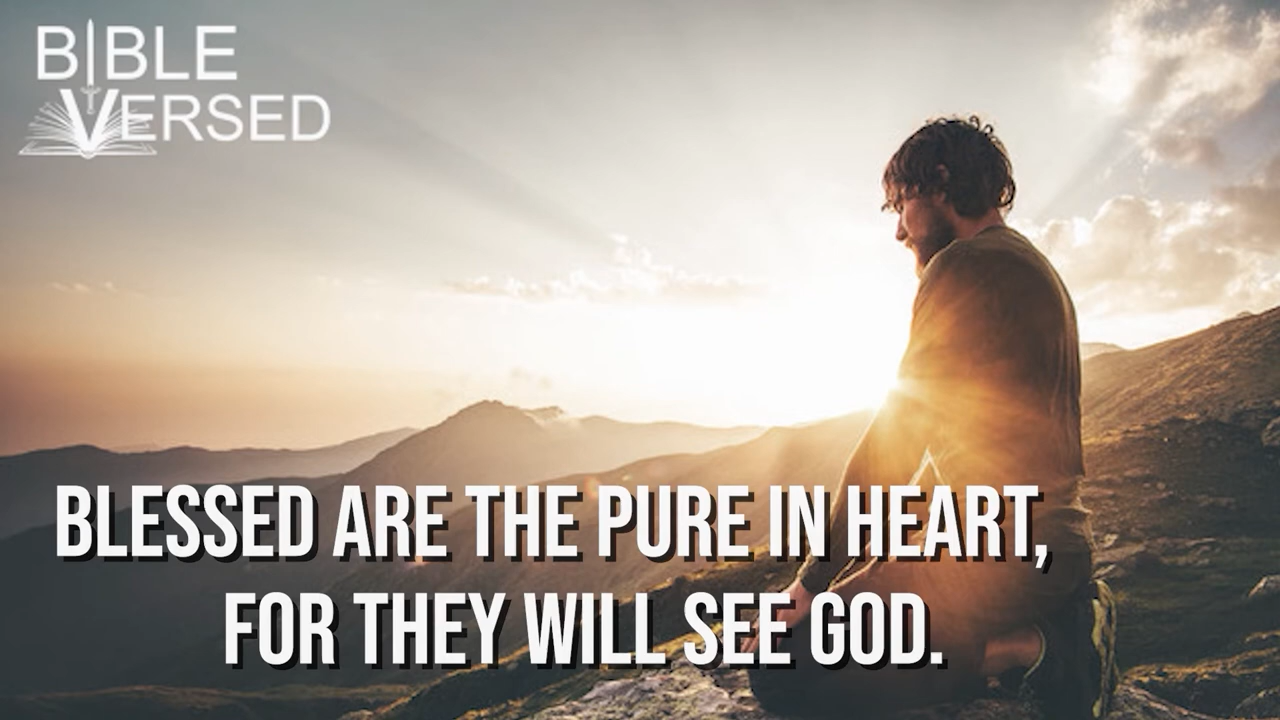 BIBLE
VERSED
BLESSED ARE THE PURE IN HEART,
FOR THEY WILL SEE GOD.